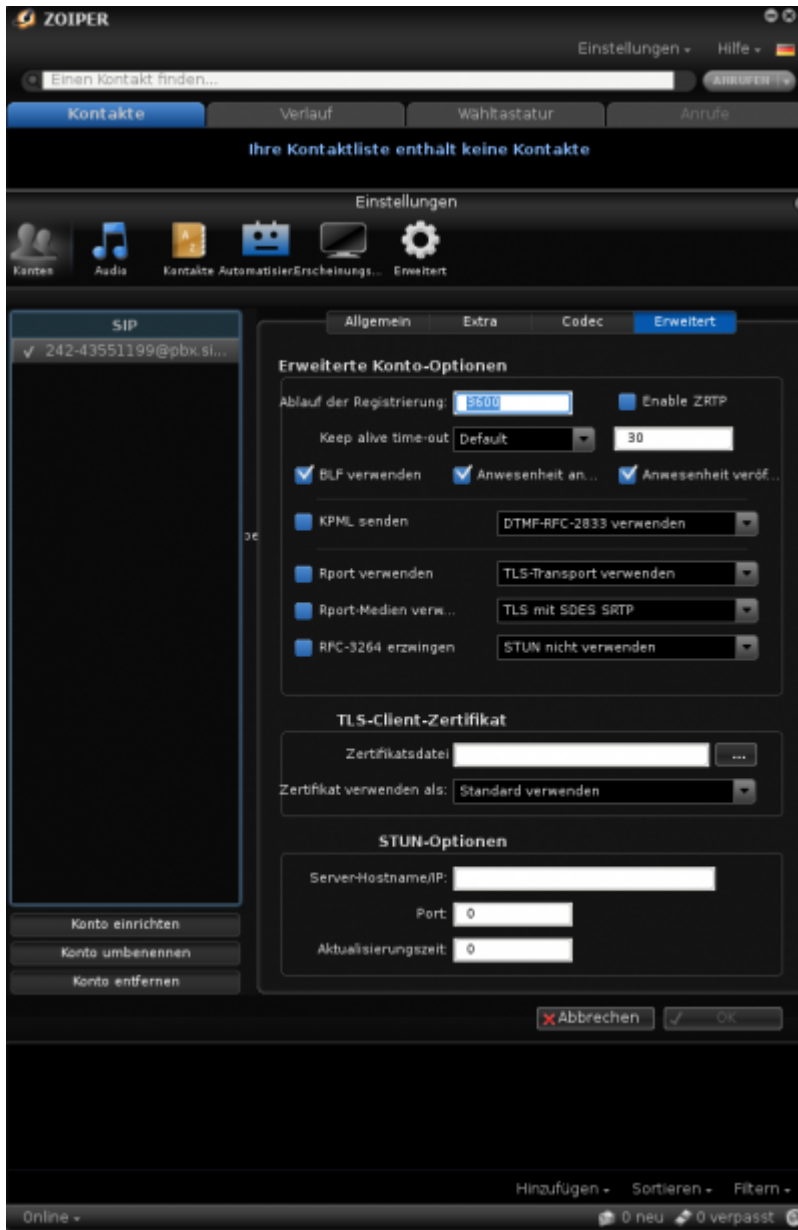 ZOIPER
Einstellungen Hilfe
Einen Kontakt finden...
ANRUFEN
Kontakte Verlauf Wähltastatur Anrufe
Ihre Kontaktliste enthält keine Kontakte
Einstellungen
Konten Audio Kontakte Automatisier.Erscheinungs... Erweitert
SIP
242-43551199@pbx.si...
Allgemein Extra Codec Erweitert
Erweiterte Konto-Optionen
Ablauf der Registrierung: 3600 Enable ZRTP
Keep alive time-out Default 30
BLF verwenden Anwesenheit an... Anwesenheit veröf...
KPML senden DTMF-RFC-2833 verwenden
Rport verwenden TLS-Transport verwenden
Rport-Medien verw... TLS mit SDES SRTP
RFC-3264 erzwingen STUN nicht verwenden
TLS-Client-Zertifikat
Zertifikatsdatei ...
Zertifikat verwenden als: Standard verwenden
STUN-Optionen
Server-Hostname/IP:
Port: 0
Aktualisierungszeit: 0
Konto einrichten
Konto umbenennen
Konto entfernen
Abbrechen OK
Hinzufügen Sortieren Filtern
Online 0 neu 0 verpasst